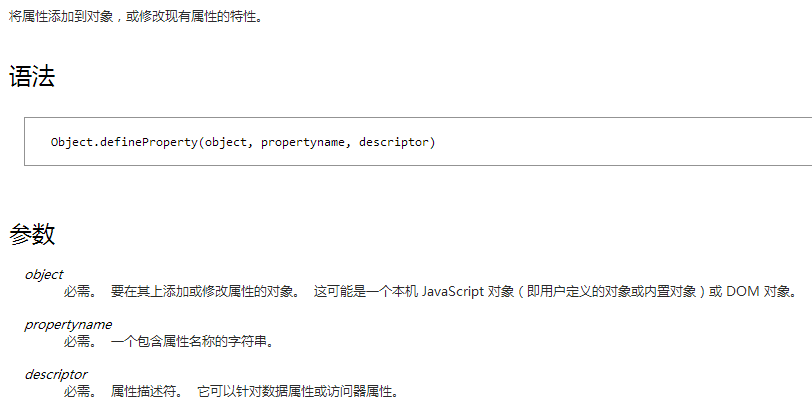 将属性添加到对象，或修改现有属性的特性。
语法
Object.defineProperty(object, propertyname, descriptor)
参数
object
必需。 要在其上添加或修改属性的对象。 这可能是一个本机 JavaScript 对象（即用户定义的对象或内置对象）或 DOM 对象。
propertyname
必需。 一个包含属性名称的字符串。
descriptor
必需。 属性描述符。 它可以针对数据属性或访问器属性。